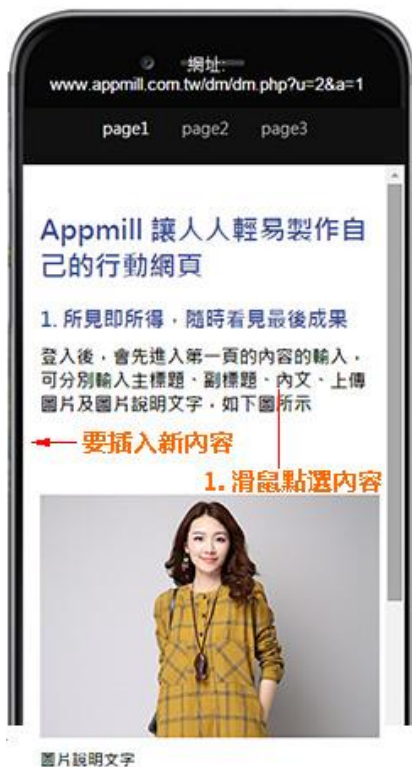 網址:
www.appmill.com.tw/dm/dm.php?u=2&a=1
page1 page2 page3
Appmill 讓人人輕易製作自
己的行動網頁
1. 所見即所得，隨時看見最後成果
登入後，會先進入第一頁的內容的輸入，
可分別輸入主標題、副標題、內文、上傳
圖片及圖片說明文字，如下圖所示
要插入新內容
1. 滑鼠點選內容
圖片說明文字